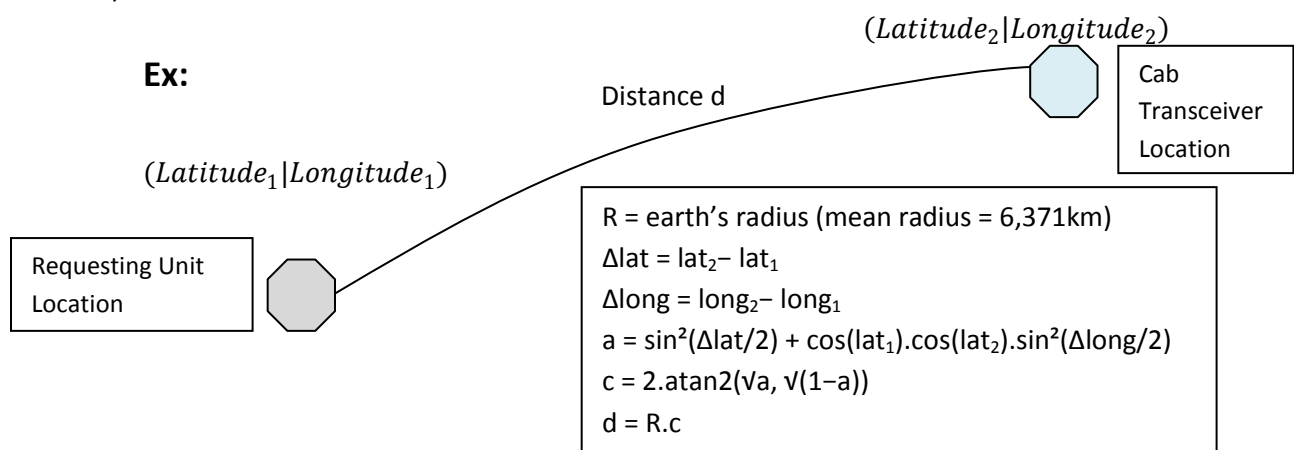 (Latitude₂|Longitude₂)
Ex:
Cab
Transceiver
Location
Distance d
(Latitude₁|Longitude₁)
R = earth’s radius (mean radius = 6,371km)
Δlat = lat₂− lat₁
Δlong = long₂− long₁
a = sin²(Δlat/2) + cos(lat₁).cos(lat₂).sin²(Δlong/2)
c = 2.atan2(√a, √(1−a))
d = R.c
Requesting Unit
Location